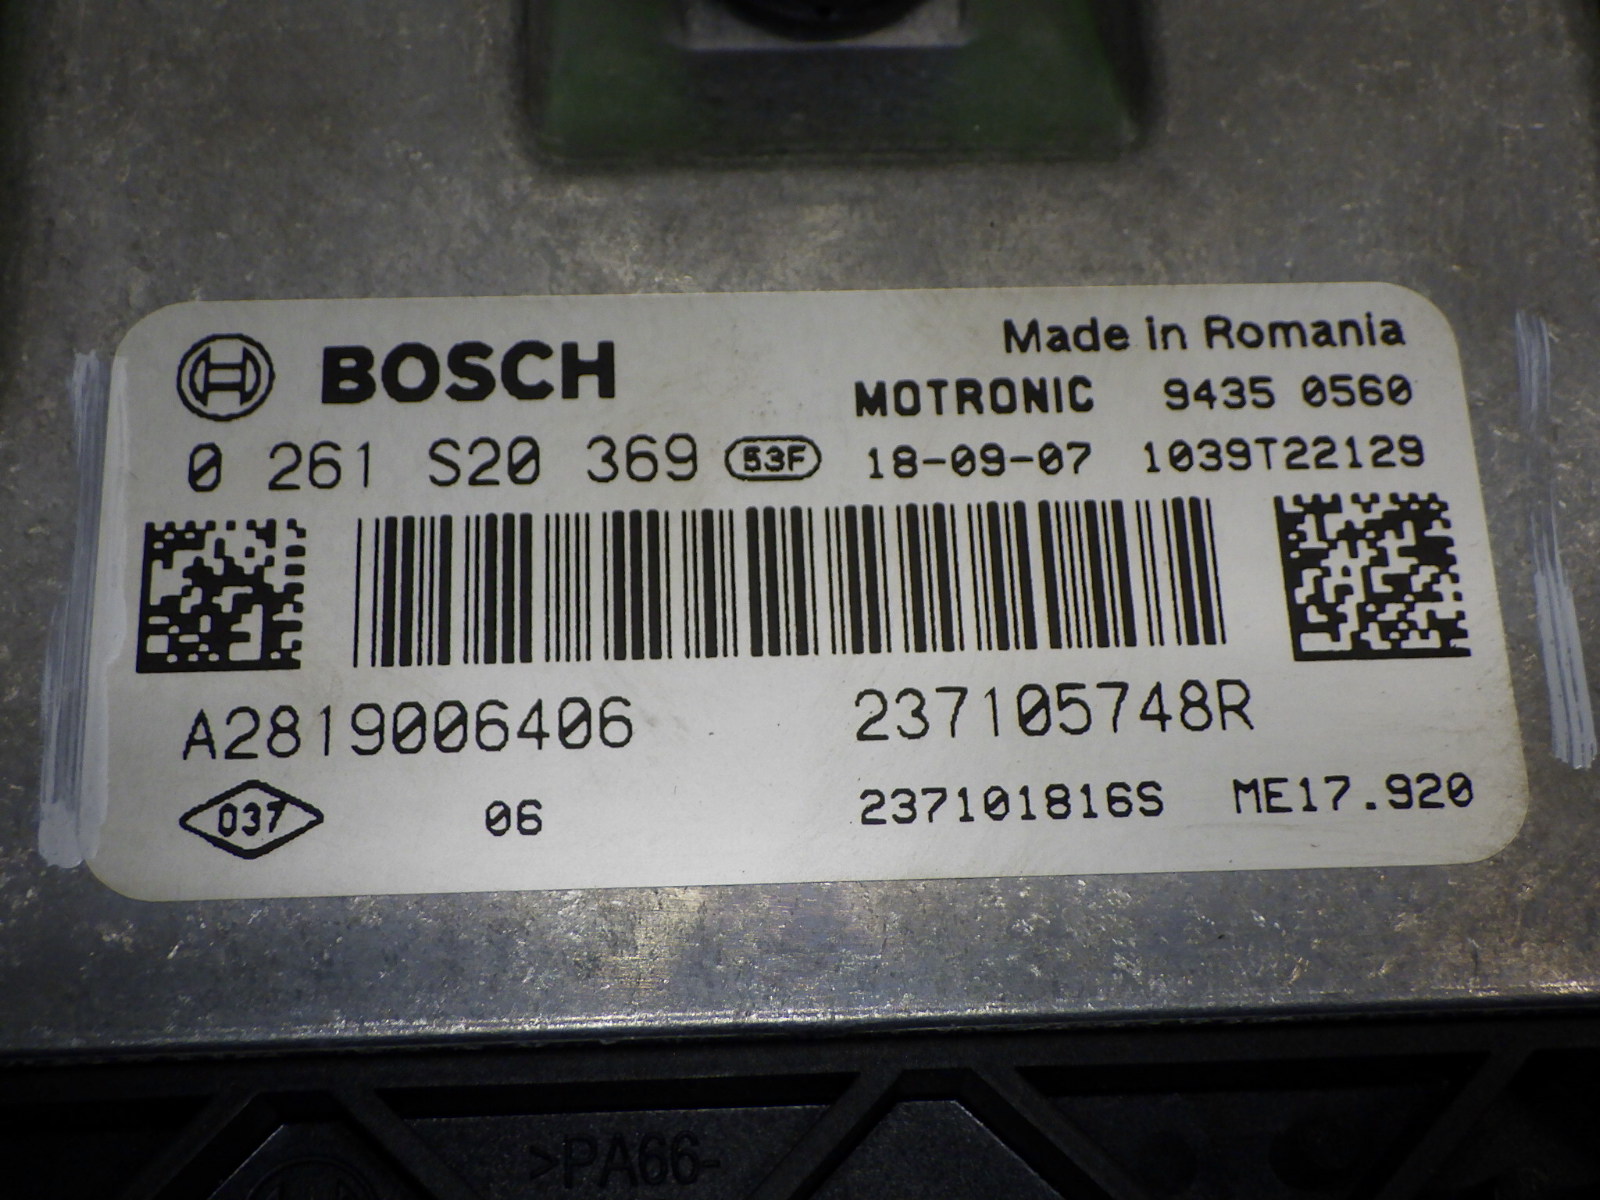 BOSCH
Made in Romania
MOTRONIC 9435 0560
0 261 S20 369 53F 18-09-07 1039T22129
A2819006406 237105748R
037 06 237101816S ME17.920
>PA66-